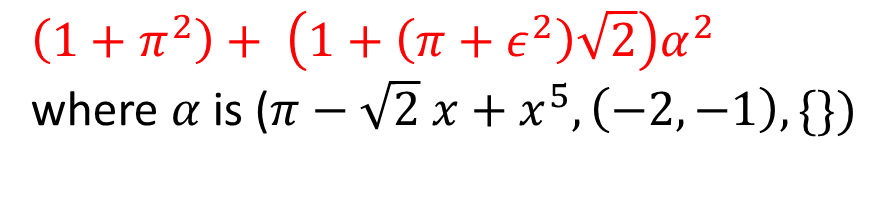 (1 + π²) + (1 + (π + ϵ²)√2)α²
where α is (π − √2 x + x⁵, (−2, −1), {})